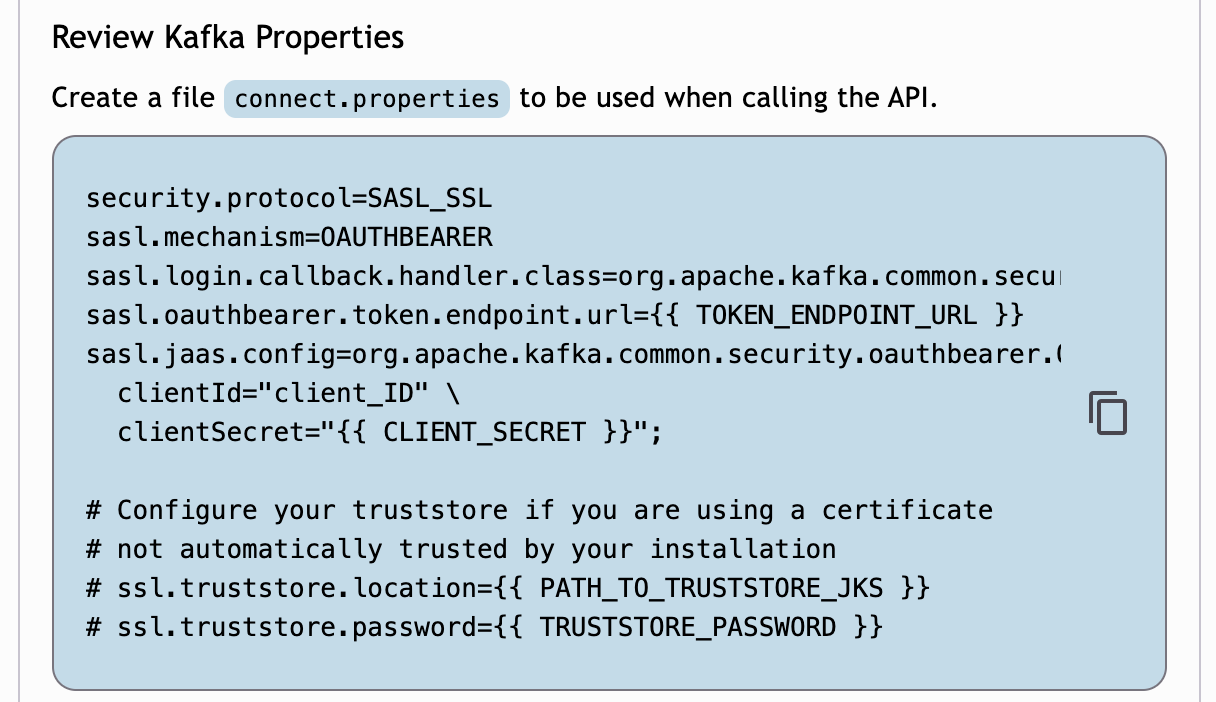 Review Kafka Properties
Create a file connect.properties to be used when calling the API.
security.protocol=SASL_SSL
sasl.mechanism=OAUTHBEARER
sasl.login.callback.handler.class=org.apache.kafka.common.secu
sasl.oauthbearer.token.endpoint.url={{ TOKEN_ENDPOINT_URL }}
sasl.jaas.config=org.apache.kafka.common.security.oauthbearer.
  clientId="client_ID" \
  clientSecret="{{ CLIENT_SECRET }}";

# Configure your truststore if you are using a certificate
# not automatically trusted by your installation
# ssl.truststore.location={{ PATH_TO_TRUSTSTORE_JKS }}
# ssl.truststore.password={{ TRUSTSTORE_PASSWORD }}